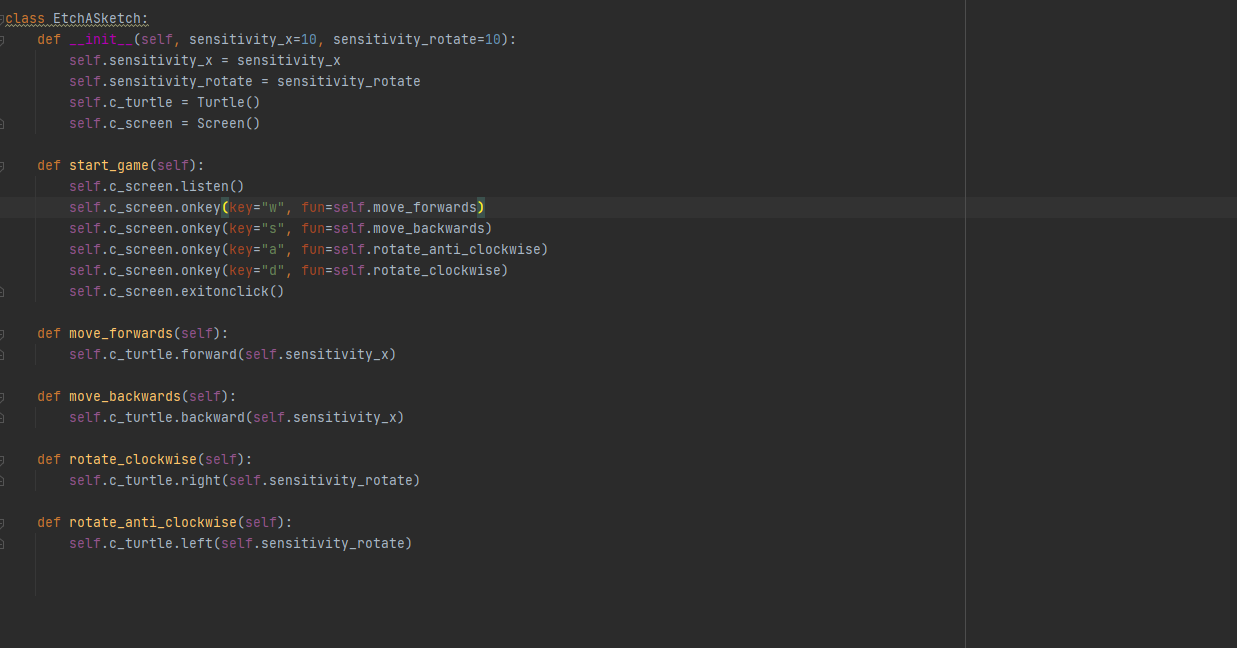 class EtchASketch:
    def __init__(self, sensitivity_x=10, sensitivity_rotate=10):
        self.sensitivity_x = sensitivity_x
        self.sensitivity_rotate = sensitivity_rotate
        self.c_turtle = Turtle()
        self.c_screen = Screen()

    def start_game(self):
        self.c_screen.listen()
        self.c_screen.onkey(key="w", fun=self.move_forwards)
        self.c_screen.onkey(key="s", fun=self.move_backwards)
        self.c_screen.onkey(key="a", fun=self.rotate_anti_clockwise)
        self.c_screen.onkey(key="d", fun=self.rotate_clockwise)
        self.c_screen.exitonclick()

    def move_forwards(self):
        self.c_turtle.forward(self.sensitivity_x)

    def move_backwards(self):
        self.c_turtle.backward(self.sensitivity_x)

    def rotate_clockwise(self):
        self.c_turtle.right(self.sensitivity_rotate)

    def rotate_anti_clockwise(self):
        self.c_turtle.left(self.sensitivity_rotate)